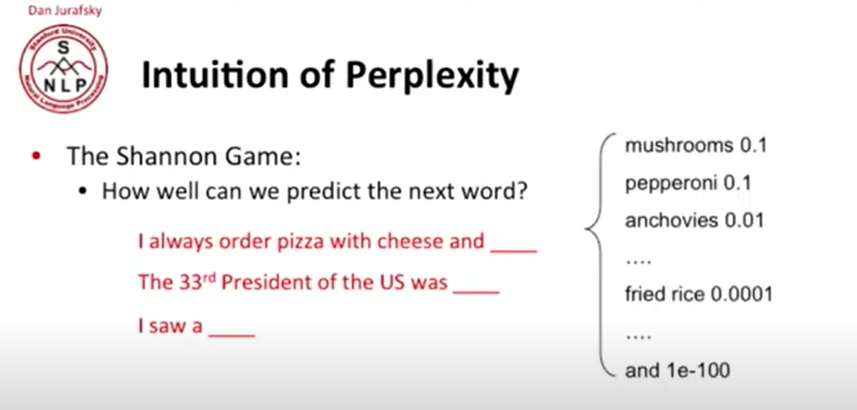 Dan Jurafsky
Stanford University
S
NLP
Natural Language Processing
Intuition of Perplexity
• The Shannon Game:
• How well can we predict the next word?
I always order pizza with cheese and ____
The 33rd President of the US was ____
I saw a ____
mushrooms 0.1
pepperoni 0.1
anchovies 0.01
....
fried rice 0.0001
....
and 1e-100